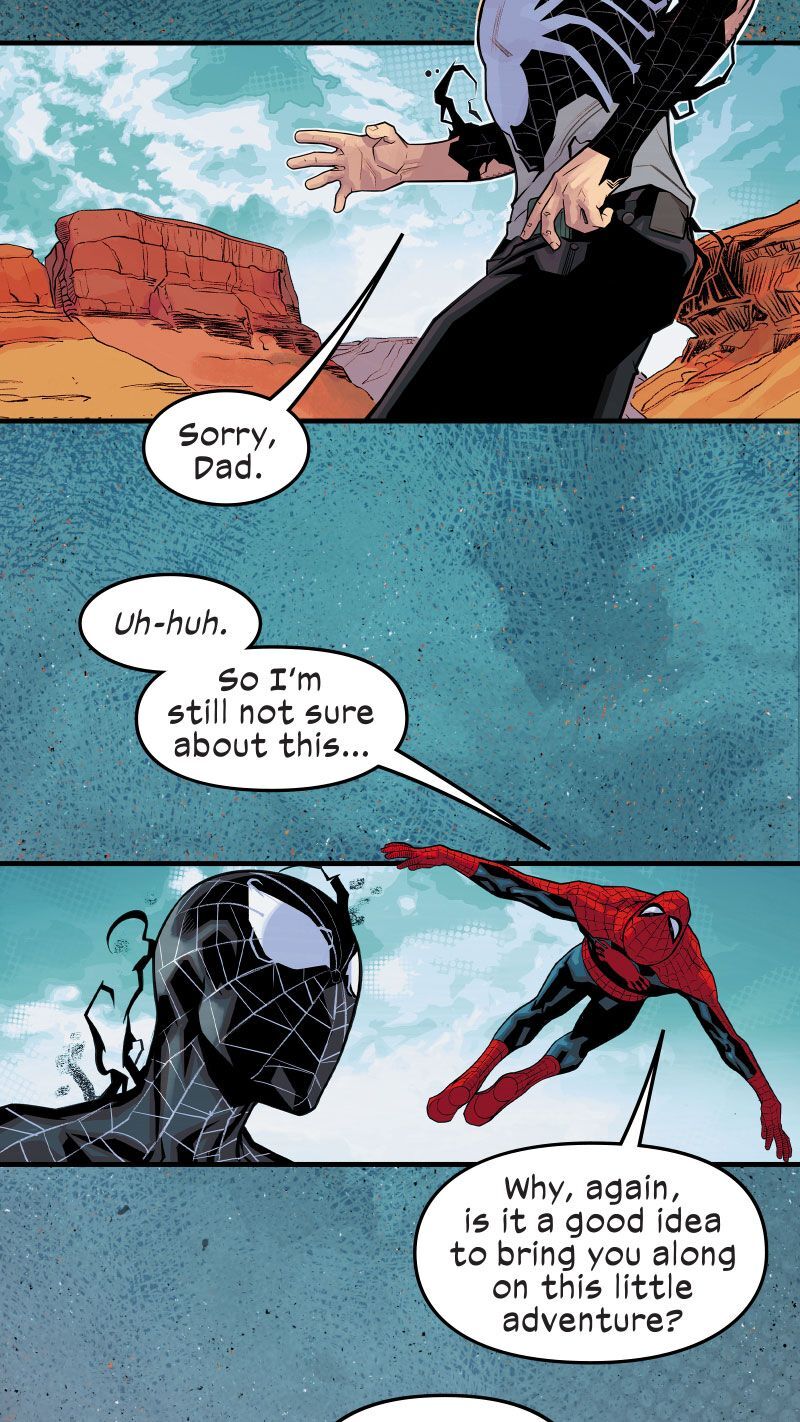 Sorry,
Dad.
Uh-huh.
So I'm
still not sure
about this...
Why, again,
is it a good idea
to bring you along
on this little
adventure?